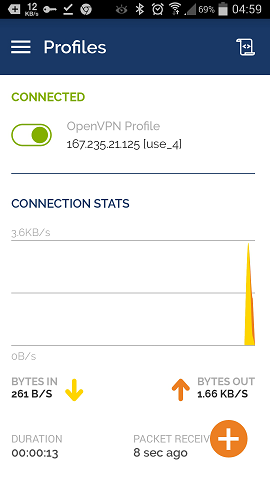 12
KB/s
69%
04:59
Profiles
CONNECTED
OpenVPN Profile
167.235.21.125 [use_4]
CONNECTION STATS
3.6KB/s
0B/s
BYTES IN
261 B/S
BYTES OUT
1.66 KB/S
DURATION
00:00:13
PACKET RECEIV
8 sec ago